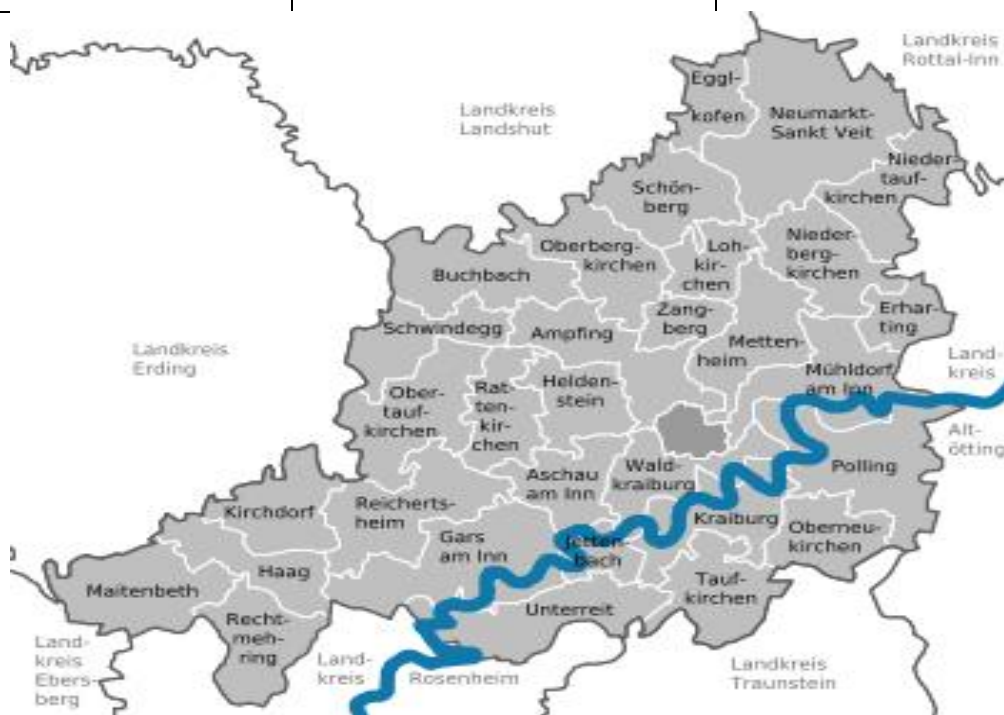 Landkreis
Rottal-Inn
Eggl-
kofen
Landkreis
Landshut
Neumarkt-
Sankt Veit
Nieder-
tauf-
kirchen
Schön-
berg
Nieder-
berg-
kirchen
Oberberg-
kirchen
Loh-
kir-
chen
Buchbach
Zang-
berg
Erhar-
ting
Schwindegg
Ampfing
Metten-
heim
Landkreis
Erding
Land-
kreis
Alt-
ötting
Mühldorf
am Inn
Ober-
tauf-
kirchen
Rat-
ten-
kir-
chen
Helden-
stein
Polling
Aschau
am Inn
Wald-
kraiburg
Kirchdorf
Reicherts-
heim
Kraiburg
Oberneu-
kirchen
Gars
am Inn
Jetten-
bach
Haag
Maitenbeth
Tauf-
kirchen
Unterreit
Recht-
meh-
ring
Land-
kreis
Ebers-
berg
Land-
kreis
Rosenheim
Landkreis
Traunstein